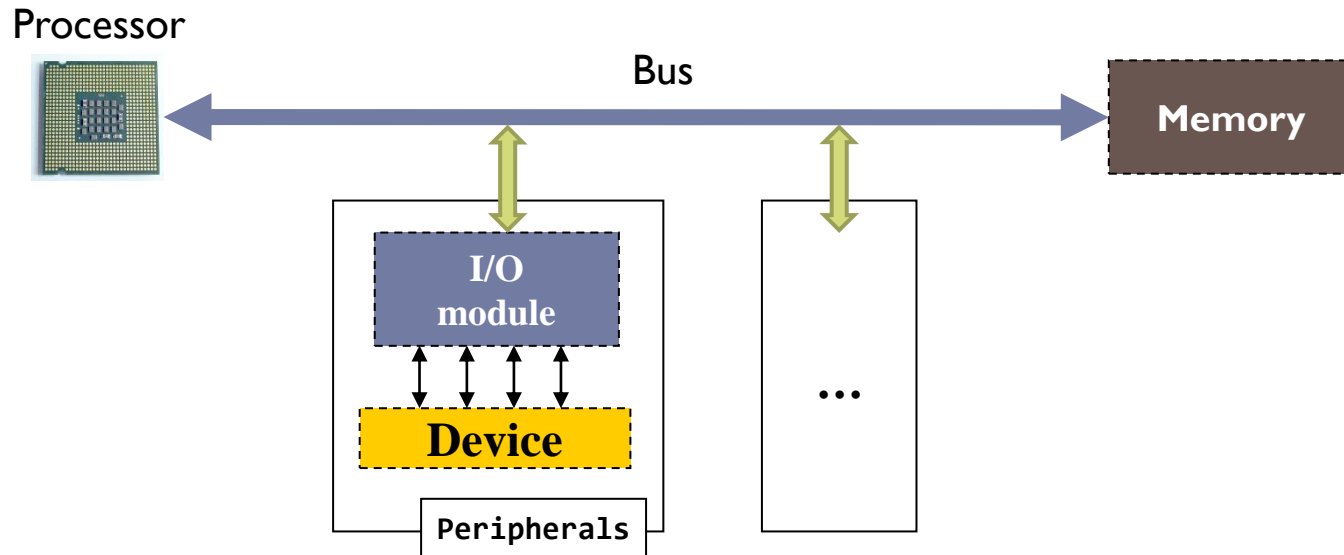 Processor
Bus
Memory
I/O
module
...
Device
Peripherals